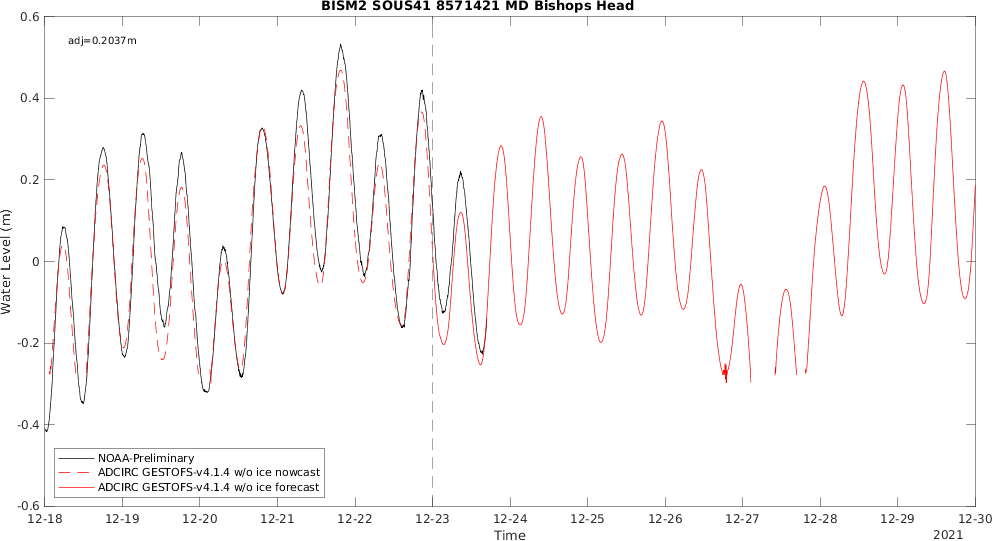 BISM2 SOUS41 8571421 MD Bishops Head
adj=0.2037m
0.6
0.4
0.2
0
-0.2
-0.4
-0.6
Water Level (m)
NOAA-Preliminary
ADCIRC GESTOFS-v4.1.4 w/o ice nowcast
ADCIRC GESTOFS-v4.1.4 w/o ice forecast
12-18 12-19 12-20 12-21 12-22 12-23 12-24 12-25 12-26 12-27 12-28 12-29 12-30
Time
2021